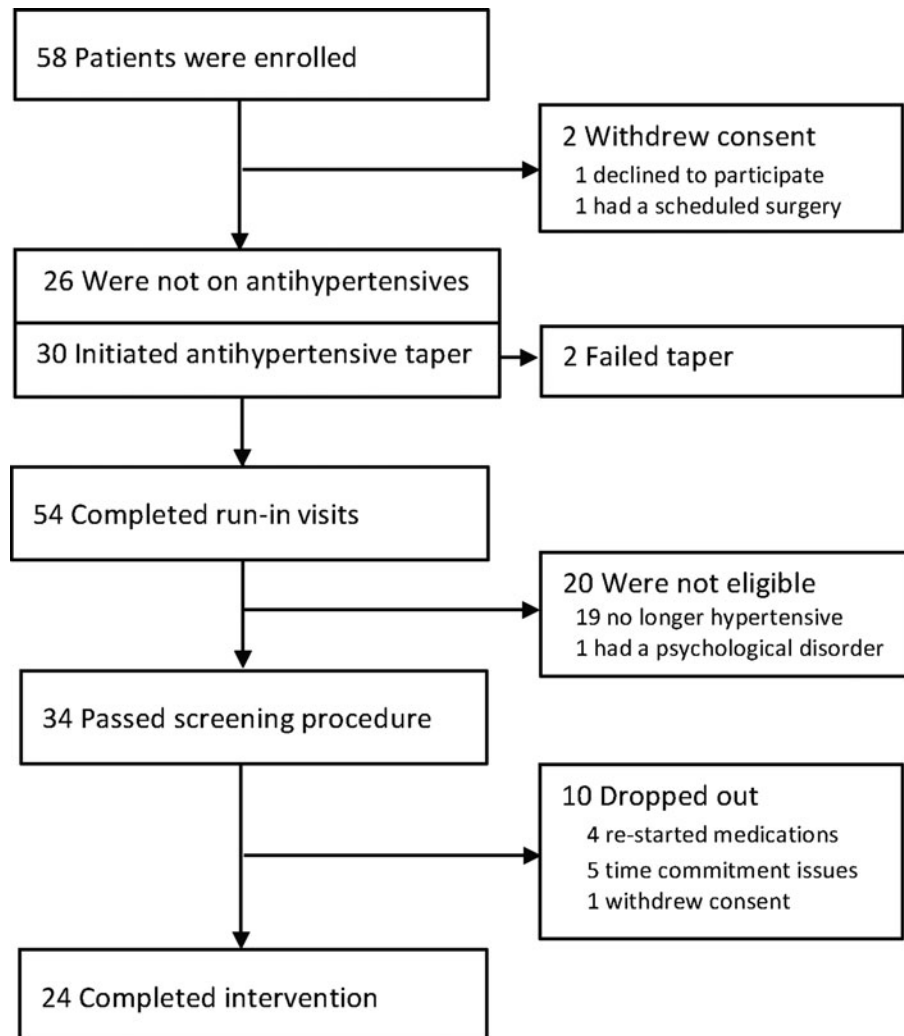 58 Patients were enrolled
2 Withdrew consent
1 declined to participate
1 had a scheduled surgery
26 Were not on antihypertensives
30 Initiated antihypertensive taper
2 Failed taper
54 Completed run-in visits
20 Were not eligible
19 no longer hypertensive
1 had a psychological disorder
34 Passed screening procedure
10 Dropped out
4 re-started medications
5 time commitment issues
1 withdrew consent
24 Completed intervention